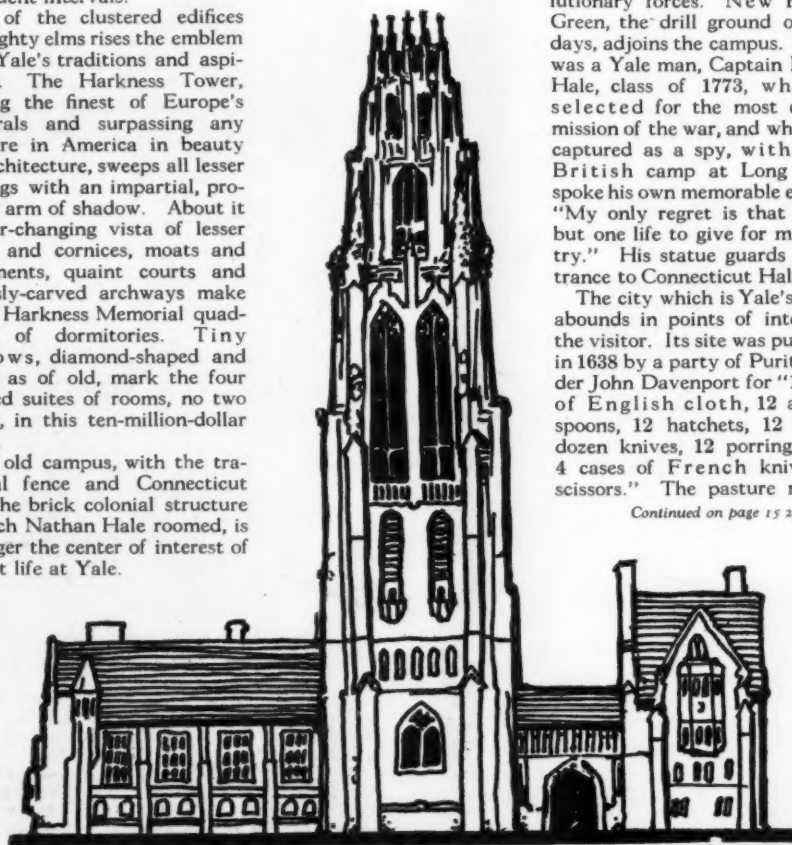 of the clustered edifices
ghty elms rises the emblem
Yale's traditions and aspi-
The Harkness Tower,
g the finest of Europe's
rals and surpassing any
re in America in beauty
chitecture, sweeps all lesser
gs with an impartial, pro-
arm of shadow. About it
r-changing vista of lesser
and cornices, moats and
ments, quaint courts and
sly-carved archways make
Harkness Memorial quad-
of dormitories. Tiny
ows, diamond-shaped and
as of old, mark the four
ed suites of rooms, no two
, in this ten-million-dollar
old campus, with the tra-
al fence and Connecticut
he brick colonial structure
ch Nathan Hale roomed, is
ger the center of interest of
t life at Yale.
lutionary forces. New
Green, the drill ground o
days, adjoins the campus.
was a Yale man, Captain
Hale, class of 1773, wh
selected for the most d
mission of the war, and wh
captured as a spy, with
British camp at Long
spoke his own memorable e
"My only regret is that
but one life to give for m
try." His statue guards
trance to Connecticut Hal
The city which is Yale's
abounds in points of inte
the visitor. Its site was pu
in 1638 by a party of Purit
der John Davenport for "
of English cloth, 12 a
spoons, 12 hatchets, 12
dozen knives, 12 porring
4 cases of French kniv
scissors." The pasture
Continued on page 152